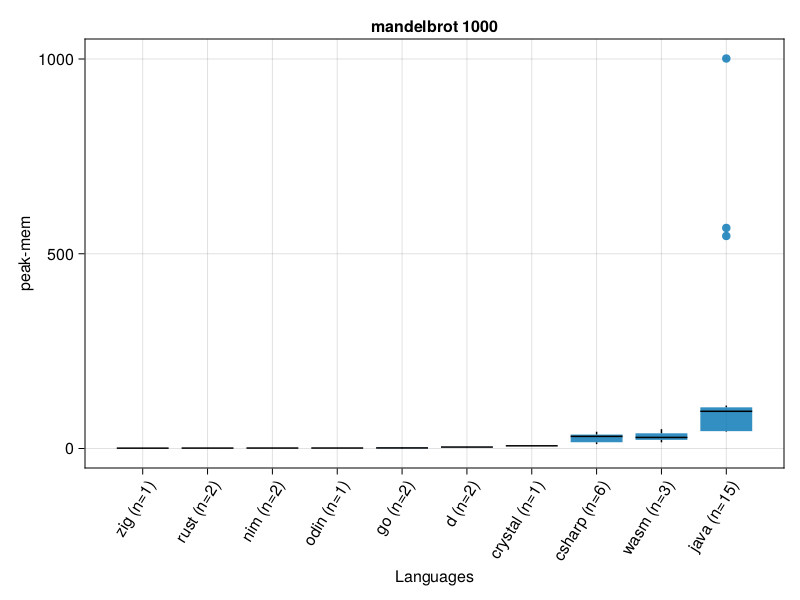 mandelbrot 1000
peak-mem
1000
500
0
zig (n=1)
rust (n=2)
nim (n=2)
odin (n=1)
go (n=2)
d (n=2)
crystal (n=1)
csharp (n=6)
wasm (n=3)
java (n=15)
Languages